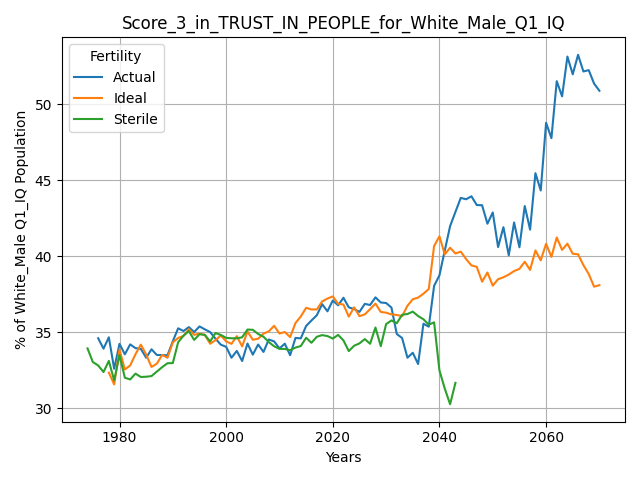 Score_3_in_TRUST_IN_PEOPLE_for_White_Male_Q1_IQ
Fertility
Actual
Ideal
Sterile
% of White_Male Q1_IQ Population
50
45
40
35
30
1980
2000
2020
2040
2060
Years